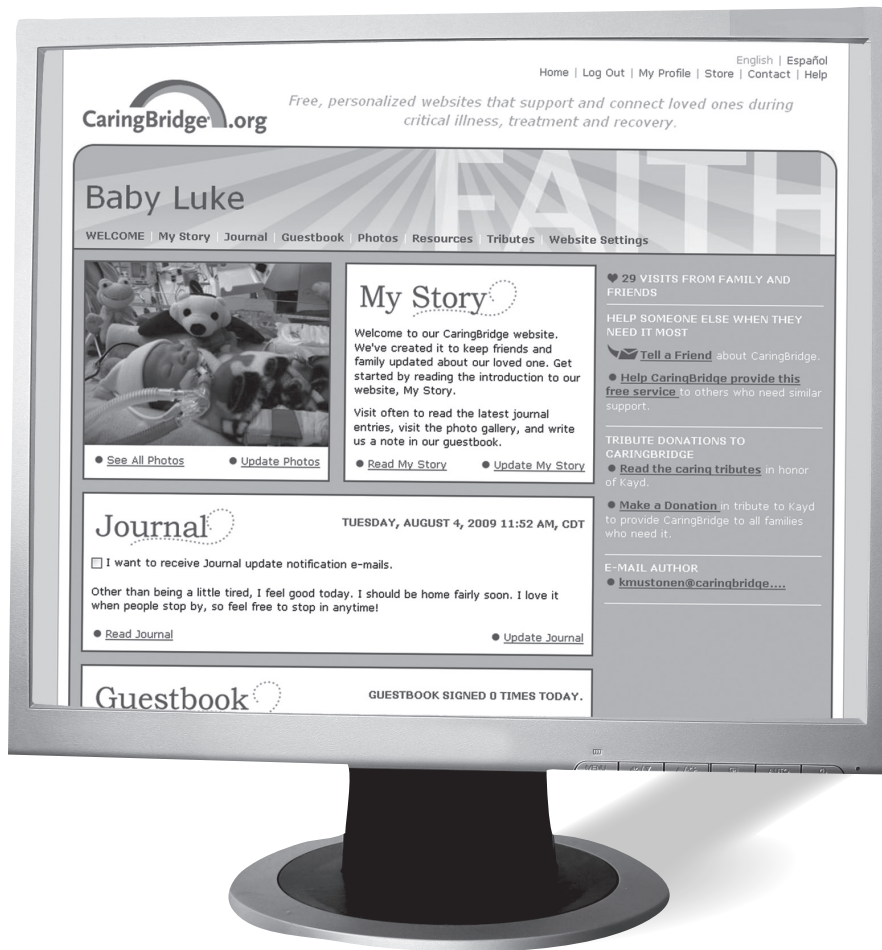 English | Español
Home | Log Out | My Profile | Store | Contact | Help
CaringBridge.org
Free, personalized websites that support and connect loved ones during
critical illness, treatment and recovery.
FAITH
Baby Luke
WELCOME | My Story | Journal | Guestbook | Photos | Resources | Tributes | Website Settings
My Story
Welcome to our CaringBridge website.
We've created it to keep friends and
family updated about our loved one. Get
started by reading the introduction to our
website, My Story.
Visit often to read the latest journal
entries, visit the photo gallery, and write
us a note in our guestbook.
• See All Photos
• Update Photos
• Read My Story
• Update My Story
Journal
TUESDAY, AUGUST 4, 2009 11:52 AM, CDT
I want to receive Journal update notification e-mails.
Other than being a little tired, I feel good today. I should be home fairly soon. I love it
when people stop by, so feel free to stop in anytime!
• Read Journal
• Update Journal
Guestbook
GUESTBOOK SIGNED 0 TIMES TODAY.
29 VISITS FROM FAMILY AND
FRIENDS
HELP SOMEONE ELSE WHEN THEY
NEED IT MOST
Tell a Friend about CaringBridge.
• Help CaringBridge provide this
free service to others who need similar
support.
TRIBUTE DONATIONS TO
CARINGBRIDGE
• Read the caring tributes in honor
of Kayd.
• Make a Donation in tribute to Kayd
to provide CaringBridge to all families
who need it.
E-MAIL AUTHOR
• kmustonen@caringbridge....